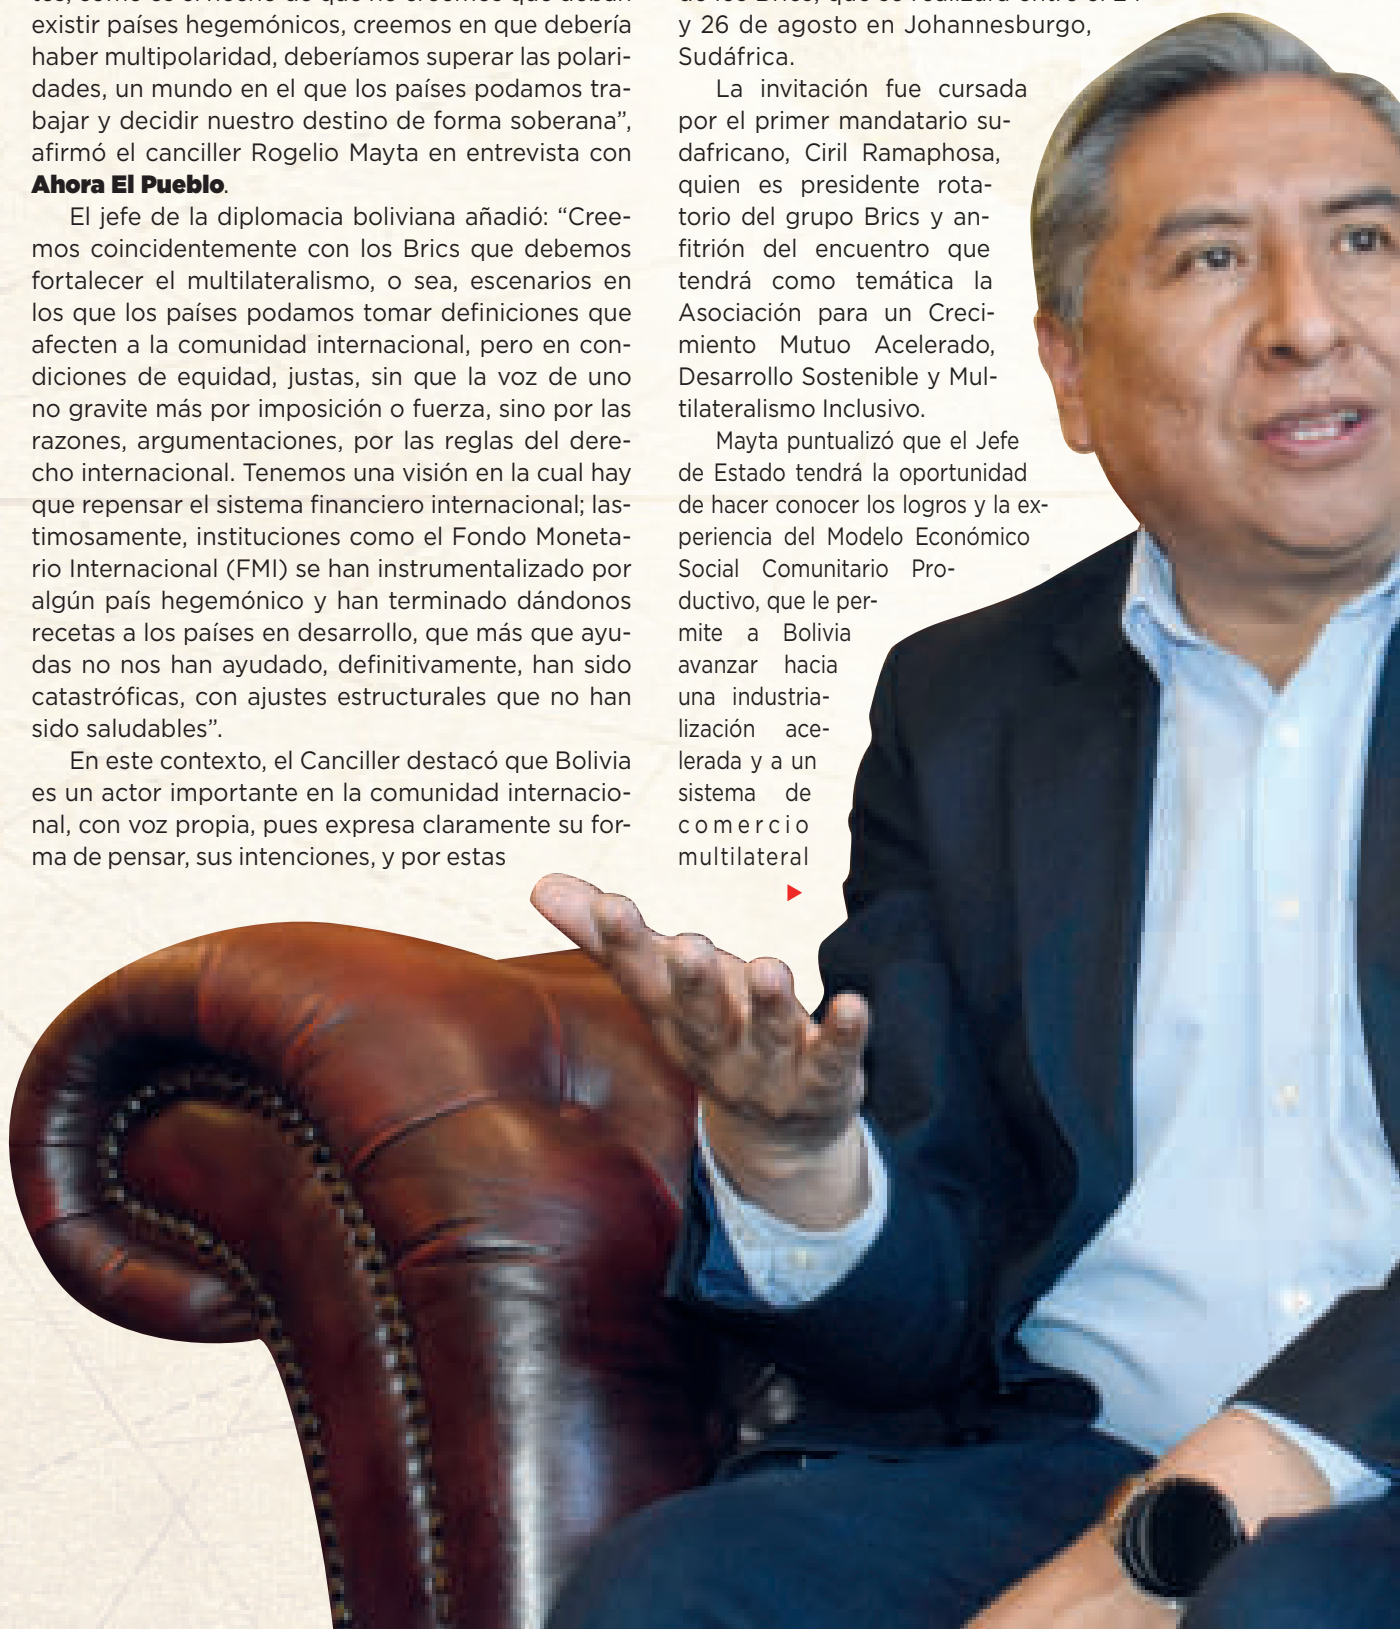 existir países hegemónicos, creemos en que debería
haber multipolaridad, deberíamos superar las polari-
dades, un mundo en el que los países podamos tra-
bajar y decidir nuestro destino de forma soberana”,
afirmó el canciller Rogelio Mayta en entrevista con
Ahora El Pueblo.
El jefe de la diplomacia boliviana añadió: “Cree-
mos coincidentemente con los Brics que debemos
fortalecer el multilateralismo, o sea, escenarios en
los que los países podamos tomar definiciones que
afecten a la comunidad internacional, pero en con-
diciones de equidad, justas, sin que la voz de uno
no gravite más por imposición o fuerza, sino por las
razones, argumentaciones, por las reglas del dere-
cho internacional. Tenemos una visión en la cual hay
que repensar el sistema financiero internacional; las-
timosamente, instituciones como el Fondo Moneta-
rio Internacional (FMI) se han instrumentalizado por
algún país hegemónico y han terminado dándonos
recetas a los países en desarrollo, que más que ayu-
das no nos han ayudado, definitivamente, han sido
catastróficas, con ajustes estructurales que no han
sido saludables”.
En este contexto, el Canciller destacó que Bolivia
es un actor importante en la comunidad internacio-
nal, con voz propia, pues expresa claramente su for-
ma de pensar, sus intenciones, y por estas
y 26 de agosto en Johannesburgo,
Sudáfrica.
La invitación fue cursada
por el primer mandatario su-
dafricano, Ciril Ramaphosa,
quien es presidente rota-
torio del grupo Brics y an-
fitrión del encuentro que
tendrá como temática la
Asociación para un Creci-
miento Mutuo Acelerado,
Desarrollo Sostenible y Mul-
tilateralismo Inclusivo.
Mayta puntualizó que el Jefe
de Estado tendrá la oportunidad
de hacer conocer los logros y la ex-
periencia del Modelo Económico
Social Comunitario Pro-
ductivo, que le per-
mite a Bolivia
avanzar hacia
una industria-
lización ace-
lerada y a un
sistema de
comercio
multilateral